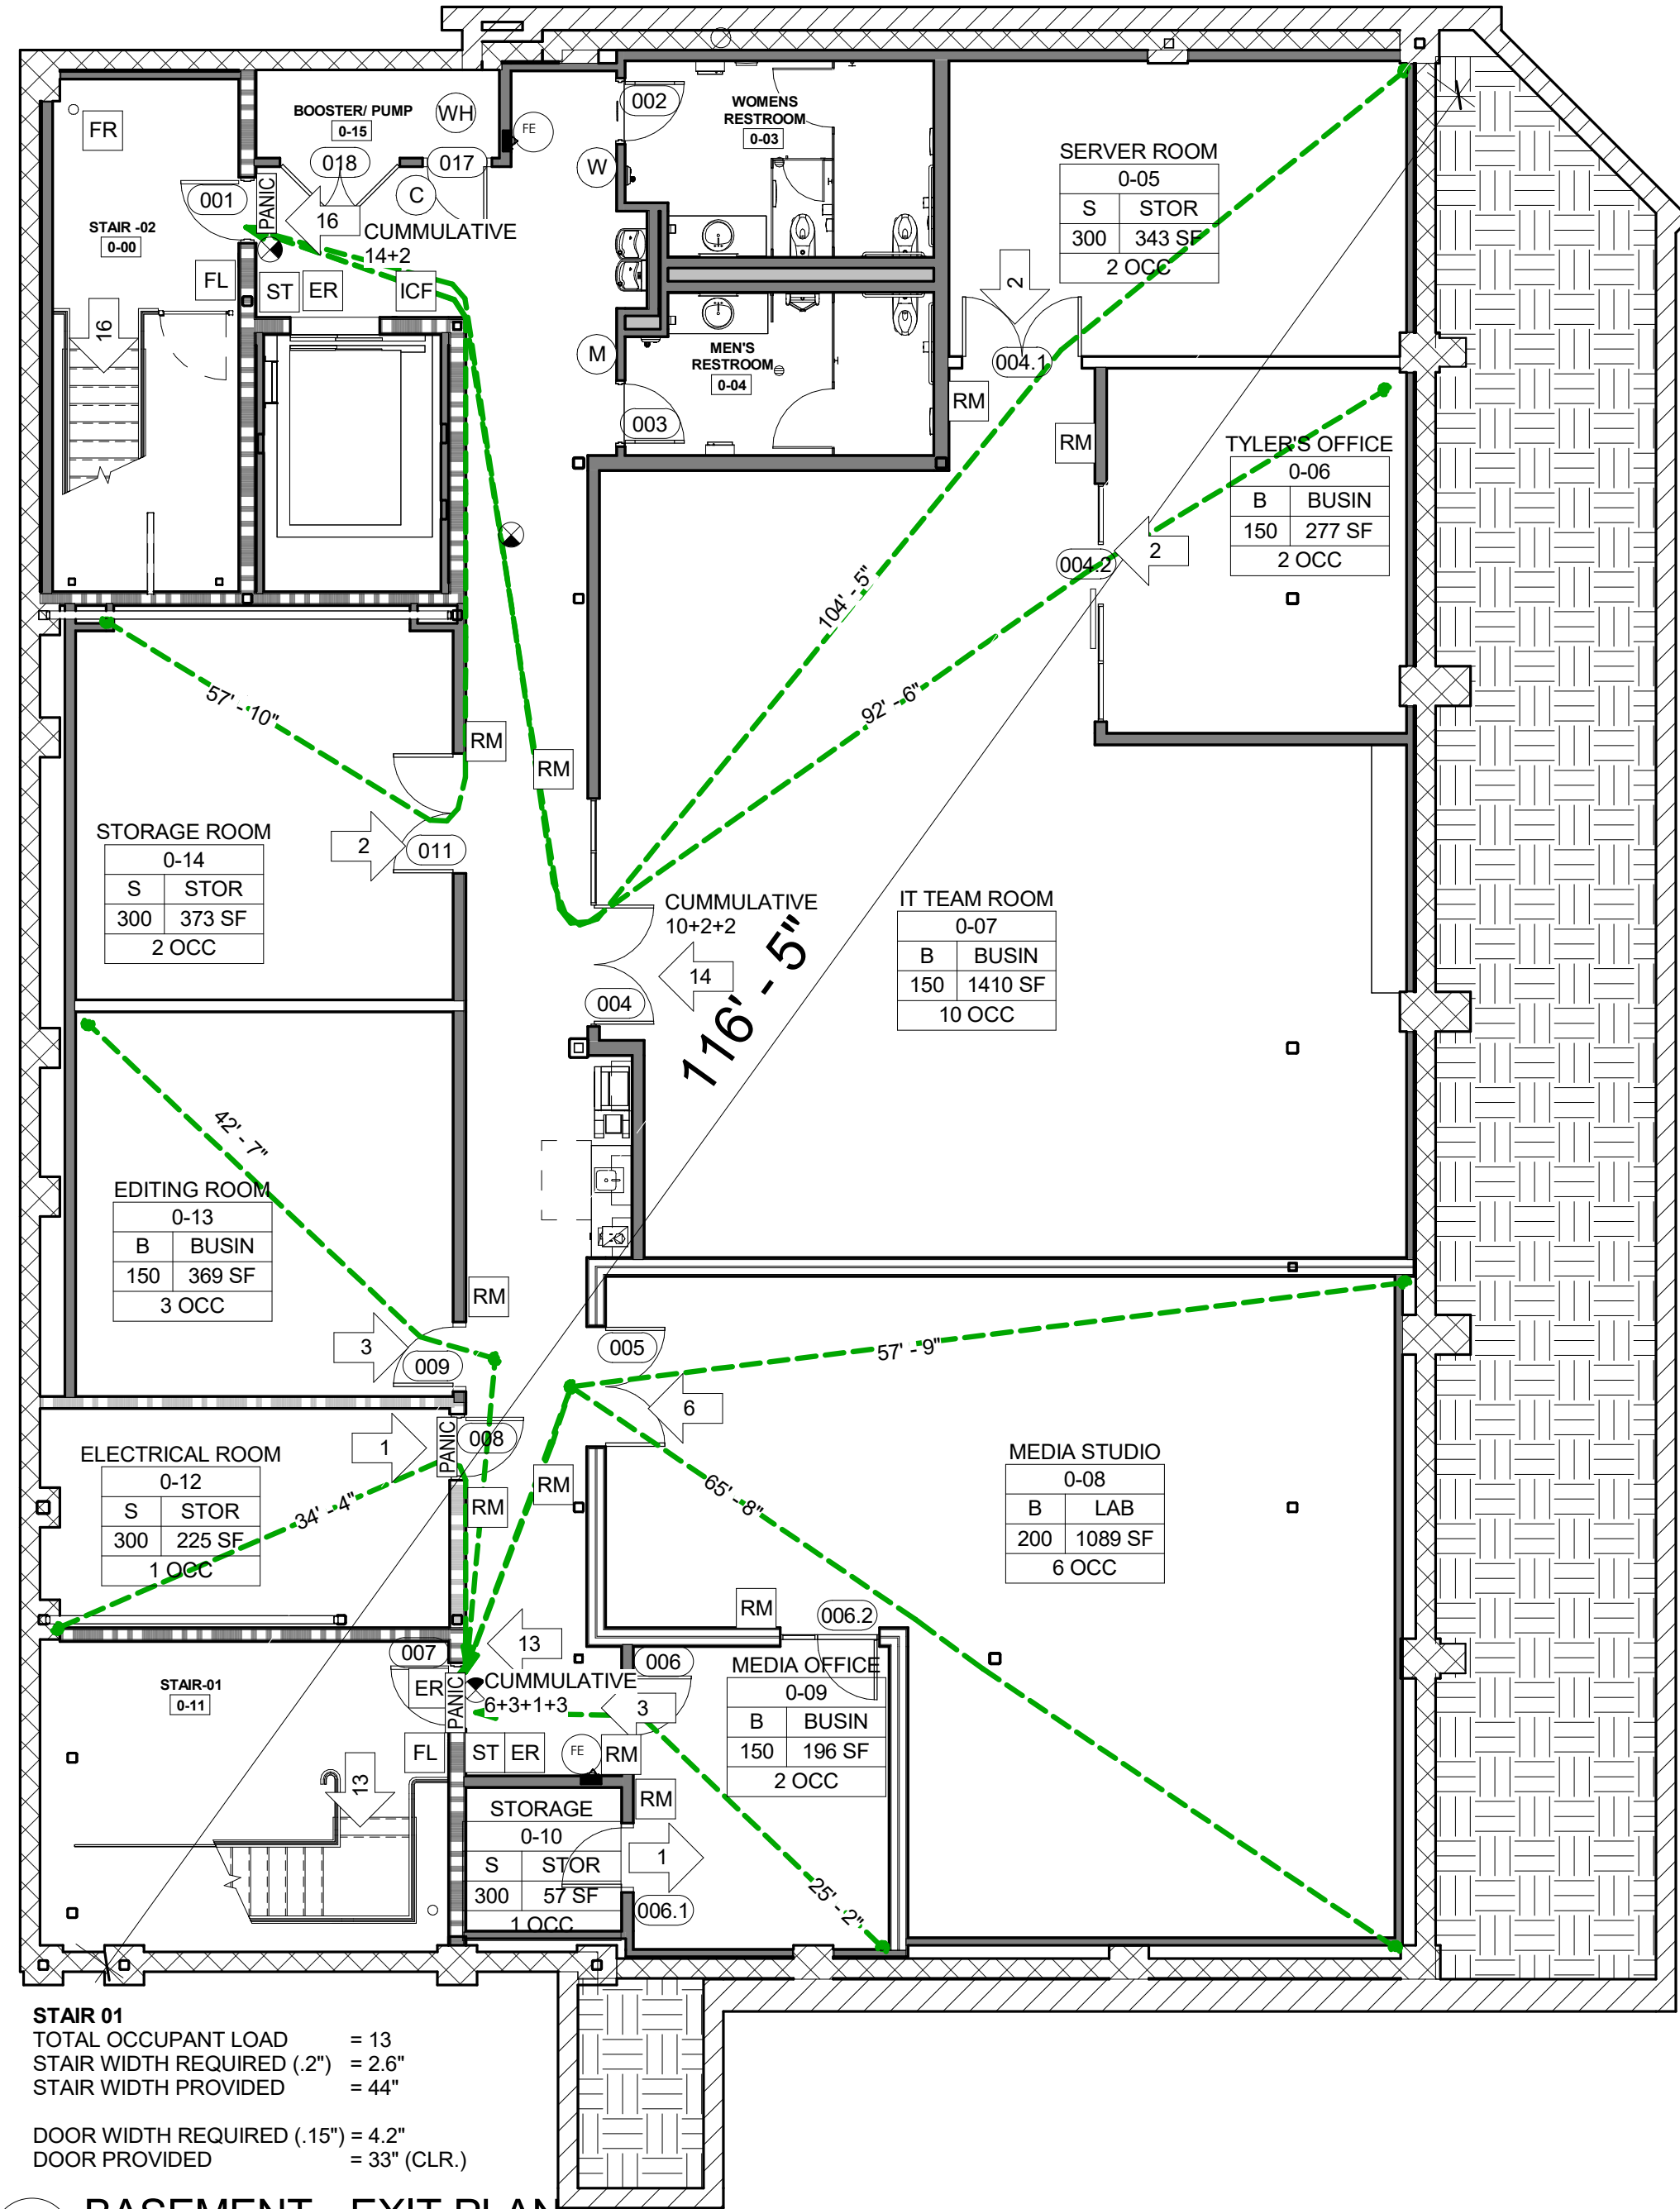 FR
BOOSTER/ PUMP
0-15
WH
018
017
FE
002
WOMENS
RESTROOM
0-03
W
C
001
PANIC
16
CUMMULATIVE
14+2
STAIR -02
0-00
FL
ST
ER
ICF
16
M
MEN'S
RESTROOM
0-04
003
SERVER ROOM
0-05
S STOR
300 343 SF
2 OCC
2
004.1
RM
RM
TYLER'S OFFICE
0-06
B BUSIN
150 277 SF
2 OCC
004.2
2
104' - 5"
92' - 6"
57' - 10"
RM
RM
STORAGE ROOM
0-14
S STOR
300 373 SF
2 OCC
2
011
CUMMULATIVE
10+2+2
14
004
116' - 5"
IT TEAM ROOM
0-07
B BUSIN
150 1410 SF
10 OCC
42' - 7"
EDITING ROOM
0-13
B BUSIN
150 369 SF
3 OCC
RM
3
009
005
57' - 9"
6
1
PANIC
008
ELECTRICAL ROOM
0-12
S STOR
300 225 SF
1 OCC
34' - 4"
RM
RM
65' - 8"
MEDIA STUDIO
0-08
B LAB
200 1089 SF
6 OCC
RM
006.2
13
007
006
STAIR-01
0-11
ER
PANIC
CUMMULATIVE
6+3+1+3
3
MEDIA OFFICE
0-09
B BUSIN
150 196 SF
2 OCC
FL
ST
ER
FE
RM
13
RM
STORAGE
0-10
S STOR
300 57 SF
1 OCC
1
006.1
25' - 2"
STAIR 01
TOTAL OCCUPANT LOAD = 13
STAIR WIDTH REQUIRED (.2") = 2.6"
STAIR WIDTH PROVIDED = 44"
DOOR WIDTH REQUIRED (.15") = 4.2"
DOOR PROVIDED = 33" (CLR.)
BASEMENT - EXIT PLAN